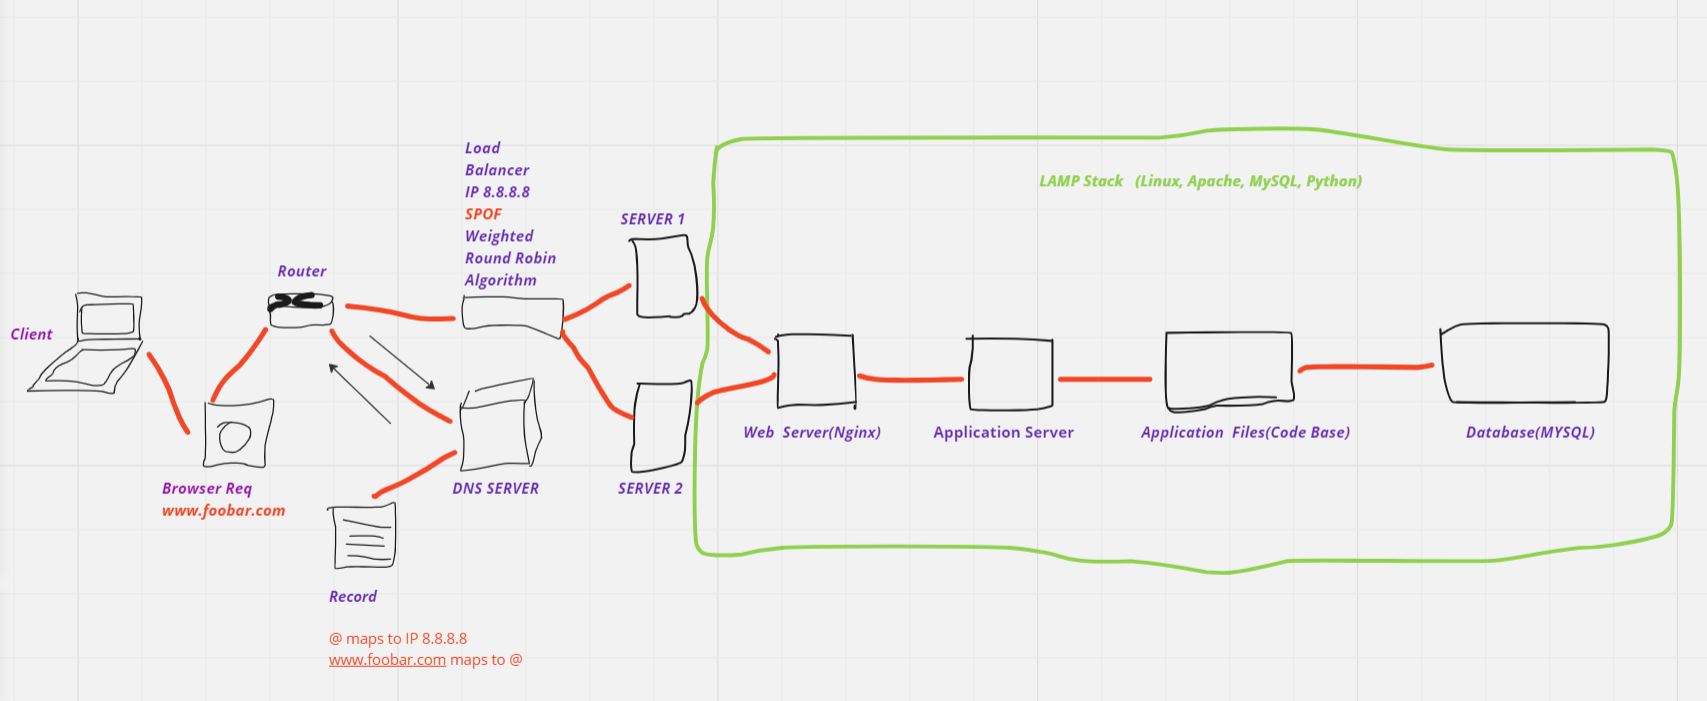 Load
Balancer
IP 8.8.8.8
SPOF
Weighted
Round Robin
Algorithm
LAMP Stack (Linux, Apache, MySQL, Python)
SERVER 1
Router
Client
Web Server(Nginx)
Application Server
Application Files(Code Base)
Database(MYSQL)
Browser Req
www.foobar.com
DNS SERVER
SERVER 2
Record
@ maps to IP 8.8.8.8
www.foobar.com maps to @